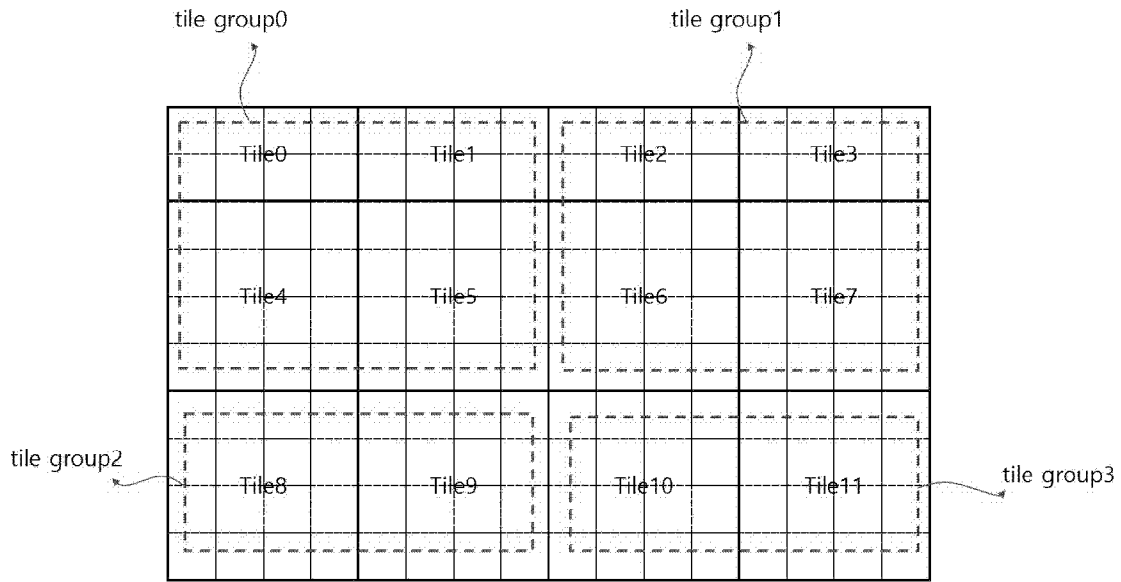 tile group0
tile group1
Tile0
Tile1
Tile2
Tile3
Tile4
Tile5
Tile6
Tile7
tile group2
Tile8
Tile9
Tile10
Tile11
tile group3